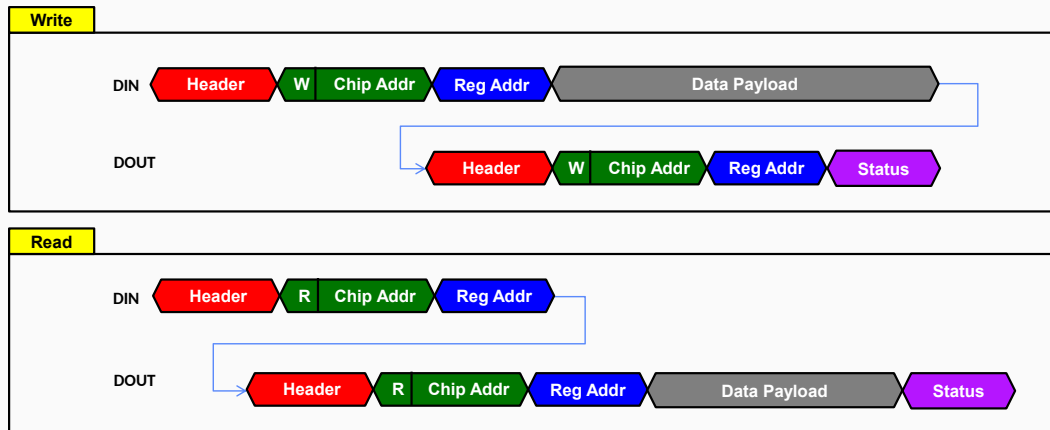 Write
DIN Header W Chip Addr Reg Addr Data Payload
DOUT Header W Chip Addr Reg Addr Status
Read
DIN Header R Chip Addr Reg Addr
DOUT Header R Chip Addr Reg Addr Data Payload Status